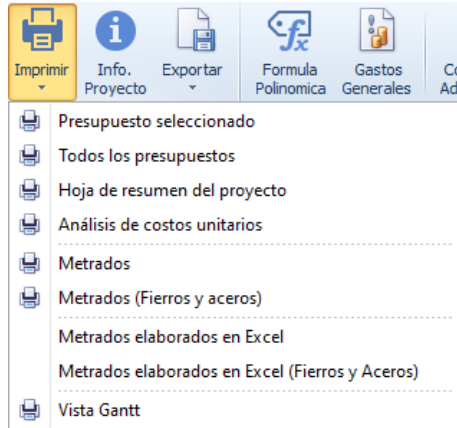 Imprimir
Info.
Proyecto
Exportar
Formula
Polinomica
Gastos
Generales
Presupuesto seleccionado
Todos los presupuestos
Hoja de resumen del proyecto
Análisis de costos unitarios
Metrados
Metrados (Fierros y aceros)
Metrados elaborados en Excel
Metrados elaborados en Excel (Fierros y Aceros)
Vista Gantt